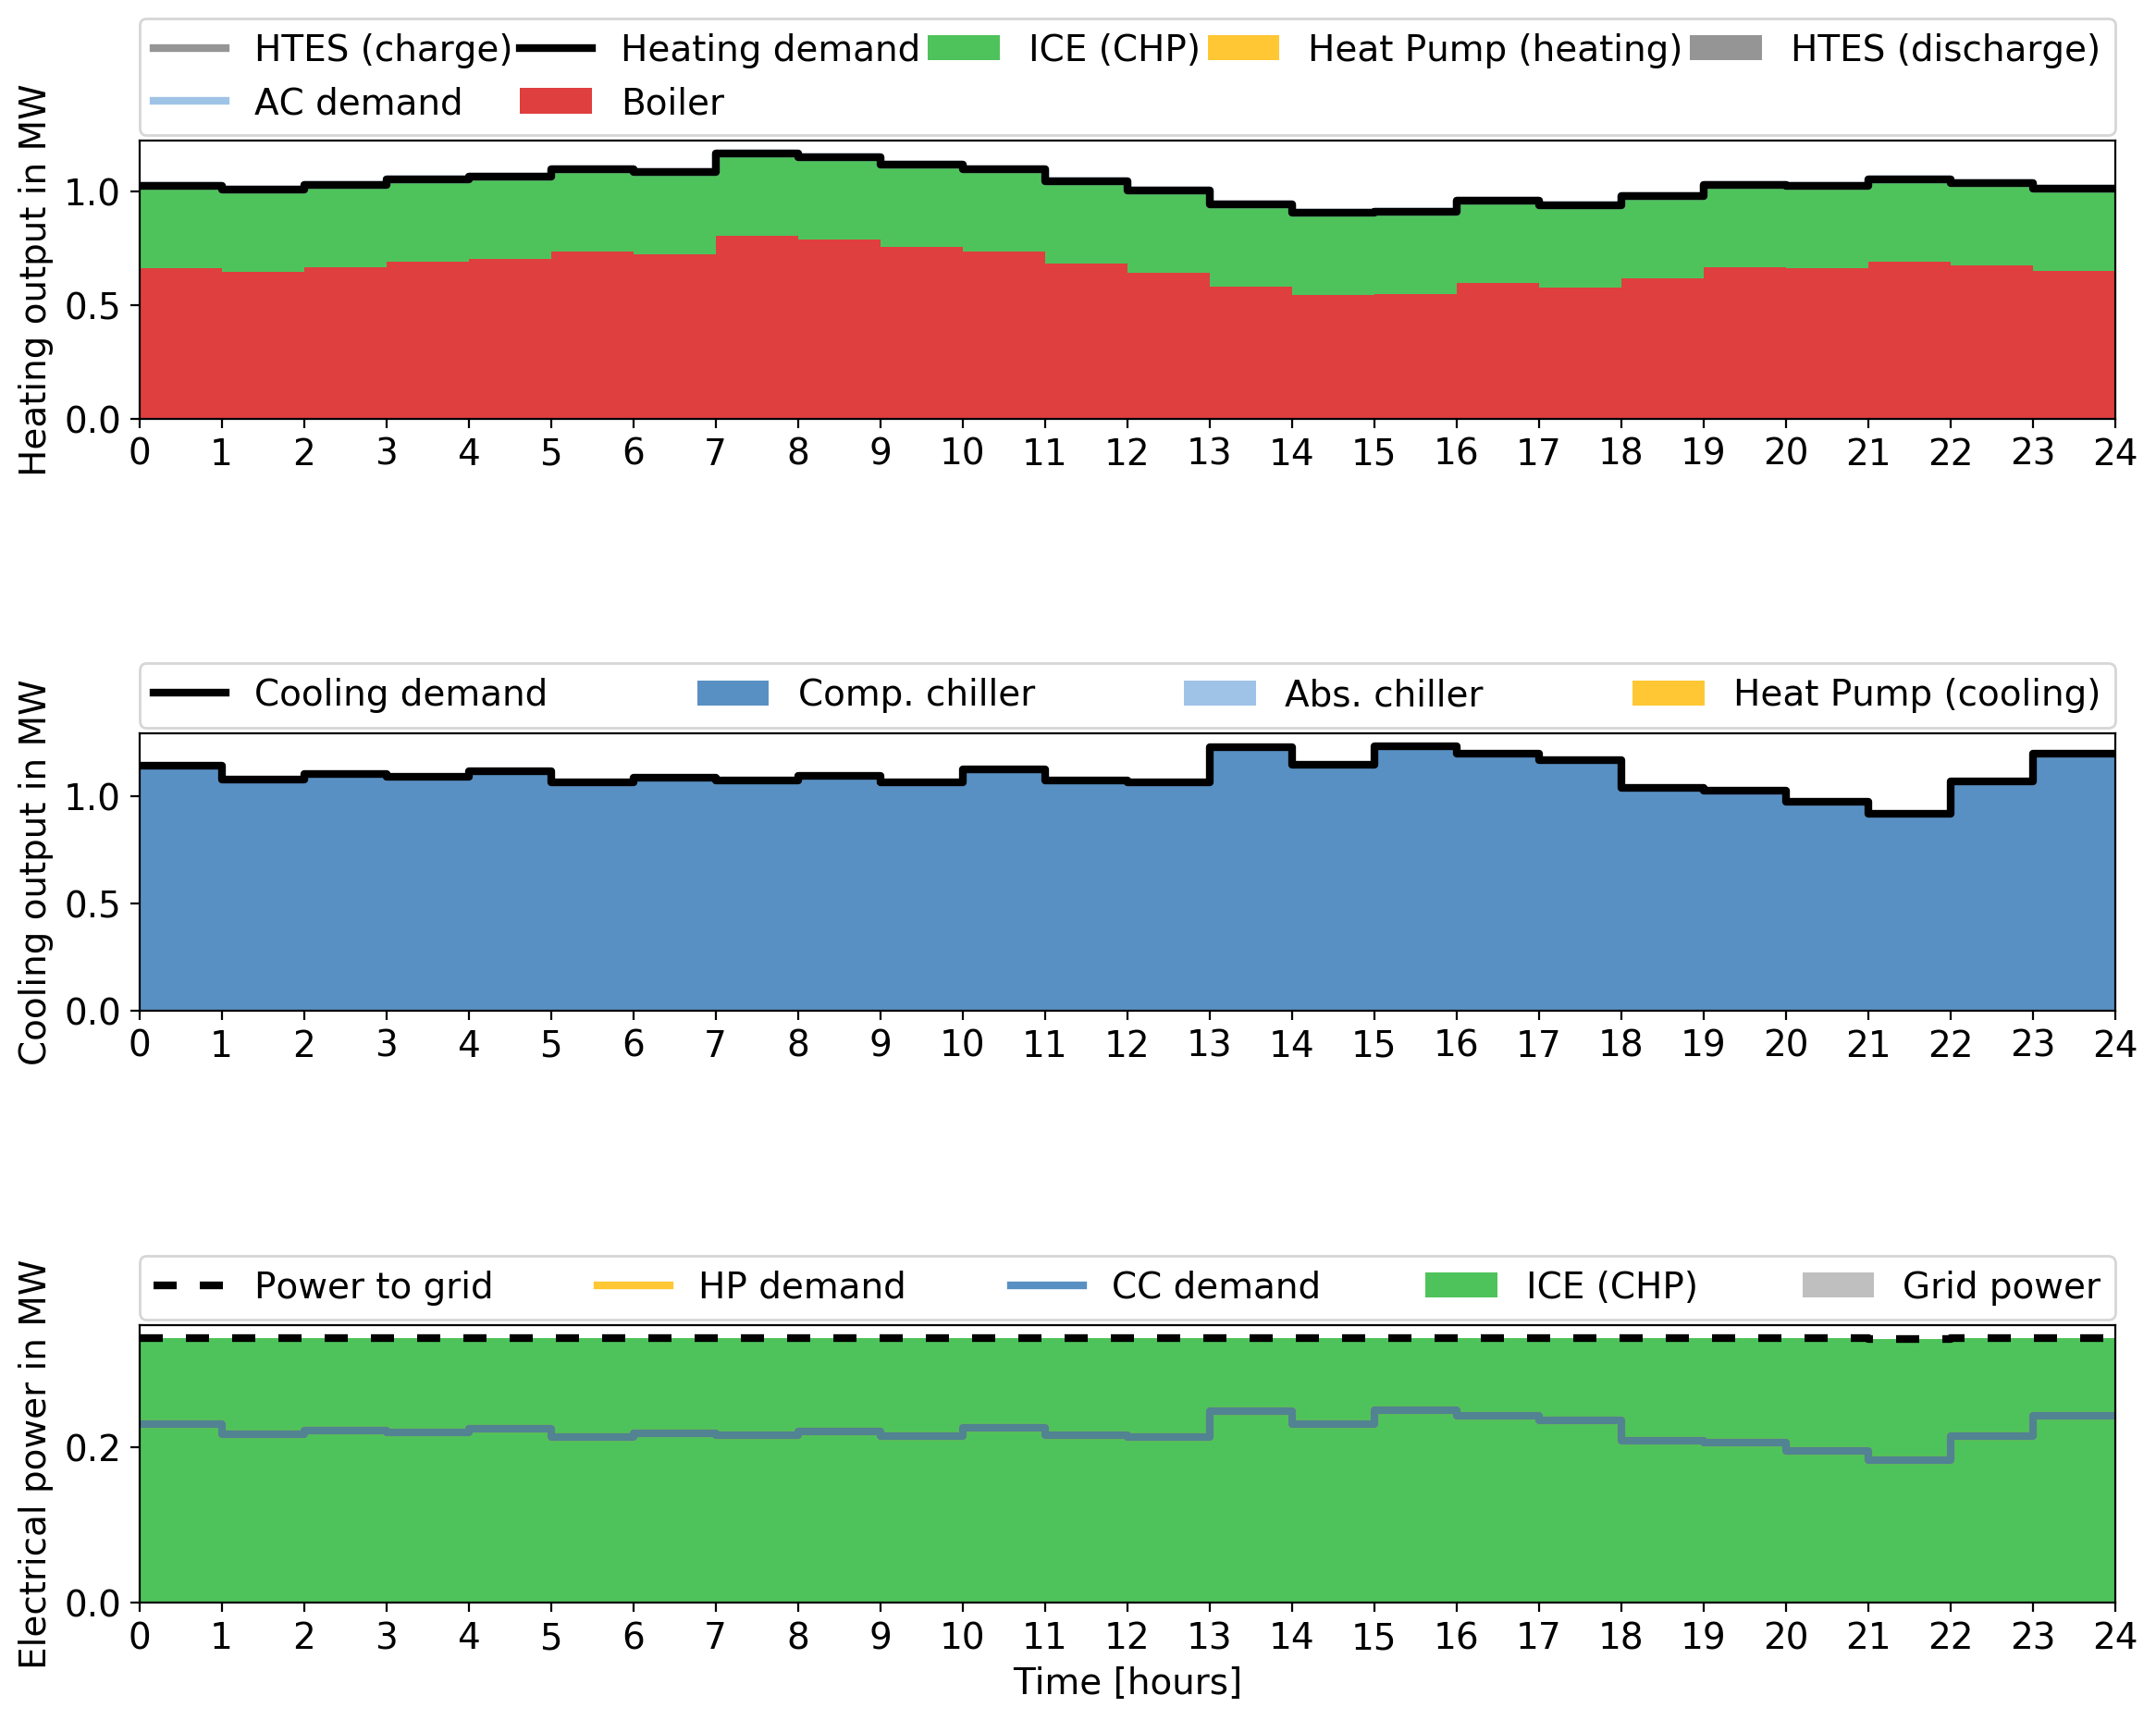 HTES (charge) Heating demand ICE (CHP) Heat Pump (heating) HTES (discharge)
AC demand Boiler
Heating output in MW
1.0
0.5
0.0
0 1 2 3 4 5 6 7 8 9 10 11 12 13 14 15 16 17 18 19 20 21 22 23 24
Cooling demand Comp. chiller Abs. chiller Heat Pump (cooling)
Cooling output in MW
1.0
0.5
0.0
0 1 2 3 4 5 6 7 8 9 10 11 12 13 14 15 16 17 18 19 20 21 22 23 24
Power to grid HP demand CC demand ICE (CHP) Grid power
Electrical power in MW
0.2
0.0
0 1 2 3 4 5 6 7 8 9 10 11 12 13 14 15 16 17 18 19 20 21 22 23 24
Time [hours]